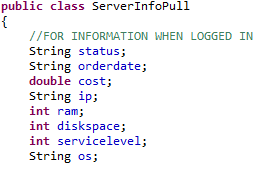 public class ServerInfoPull
{
//FOR INFORMATION WHEN LOGGED IN
String status;
String orderdate;
double cost;
String ip;
int ram;
int diskspace;
int servicelevel;
String os;